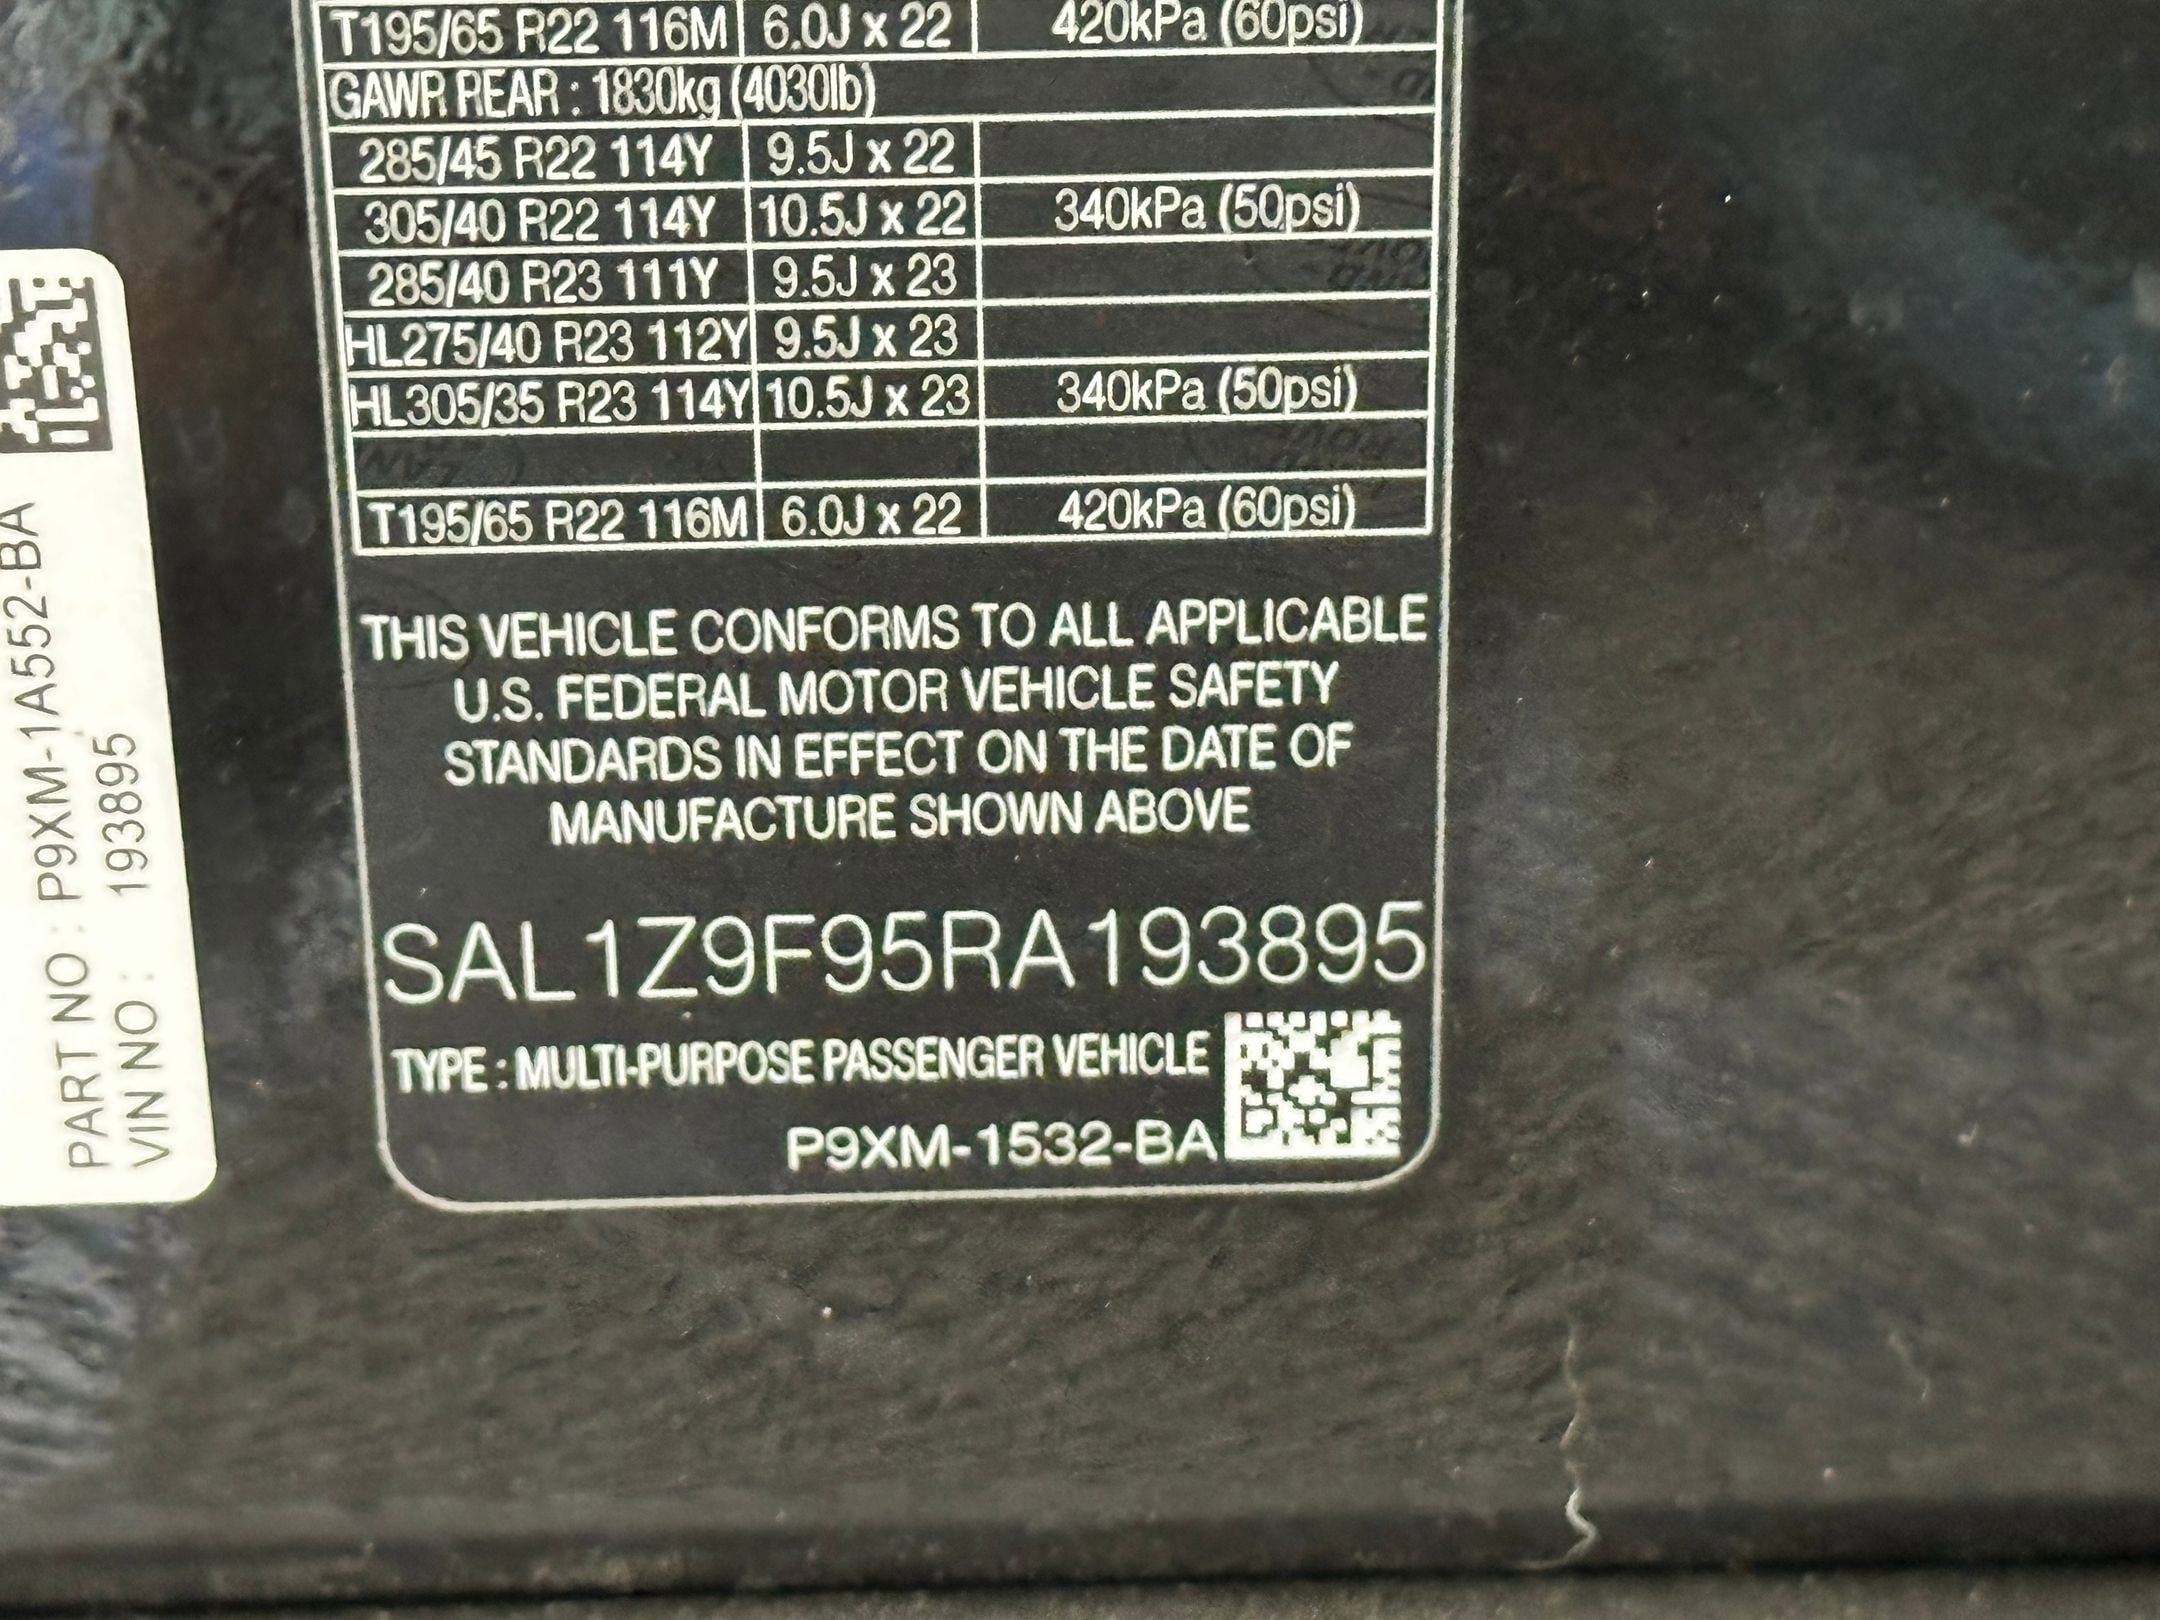 T195/65 R22 116M 6.0J x 22 420kPa (60psi)
GAWR REAR : 1830kg (4030lb)
285/45 R22 114Y 9.5J x 22
305/40 R22 114Y 10.5J x 22 340kPa (50psi)
285/40 R23 111Y 9.5J x 23
HL275/40 R23 112Y 9.5J x 23
HL305/35 R23 114Y 10.5J x 23 340kPa (50psi)
T195/65 R22 116M 6.0J x 22 420kPa (60psi)
THIS VEHICLE CONFORMS TO ALL APPLICABLE
U.S. FEDERAL MOTOR VEHICLE SAFETY
STANDARDS IN EFFECT ON THE DATE OF
MANUFACTURE SHOWN ABOVE
SAL1Z9F95RA193895
TYPE : MULTI-PURPOSE PASSENGER VEHICLE
P9XM-1532-BA
PART NO : P9XM-1A552-BA
VIN NO : 193895